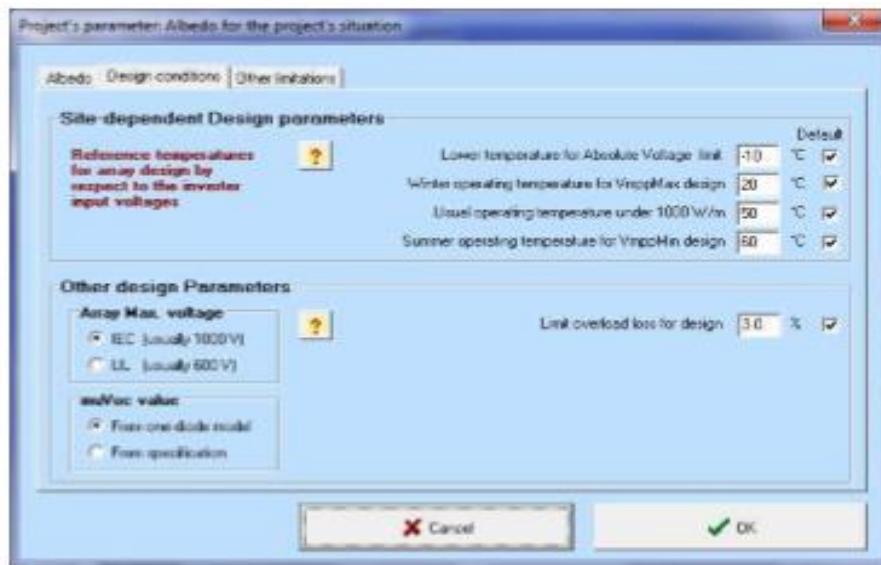 Project's parameter: Albedo for the project's situation
Albedo Design conditions Other limitations
Site-dependent Design parameters
Default
Reference temperatures
for array design by
respect to the inverter
input voltages
?
Lower temperature for Absolute Voltage limit -10 °C
Winter operating temperature for VmppMax design 20 °C
Usual operating temperature under 1000 W/m 50 °C
Summer operating temperature for VmppMin design 60 °C
Other design Parameters
Array Max. voltage
IEC (usually 1000 V)
UL (usually 600 V)
?
Limit overload loss for design 3.0 %
muVoc value
From one-diode model
From specification
Cancel
OK